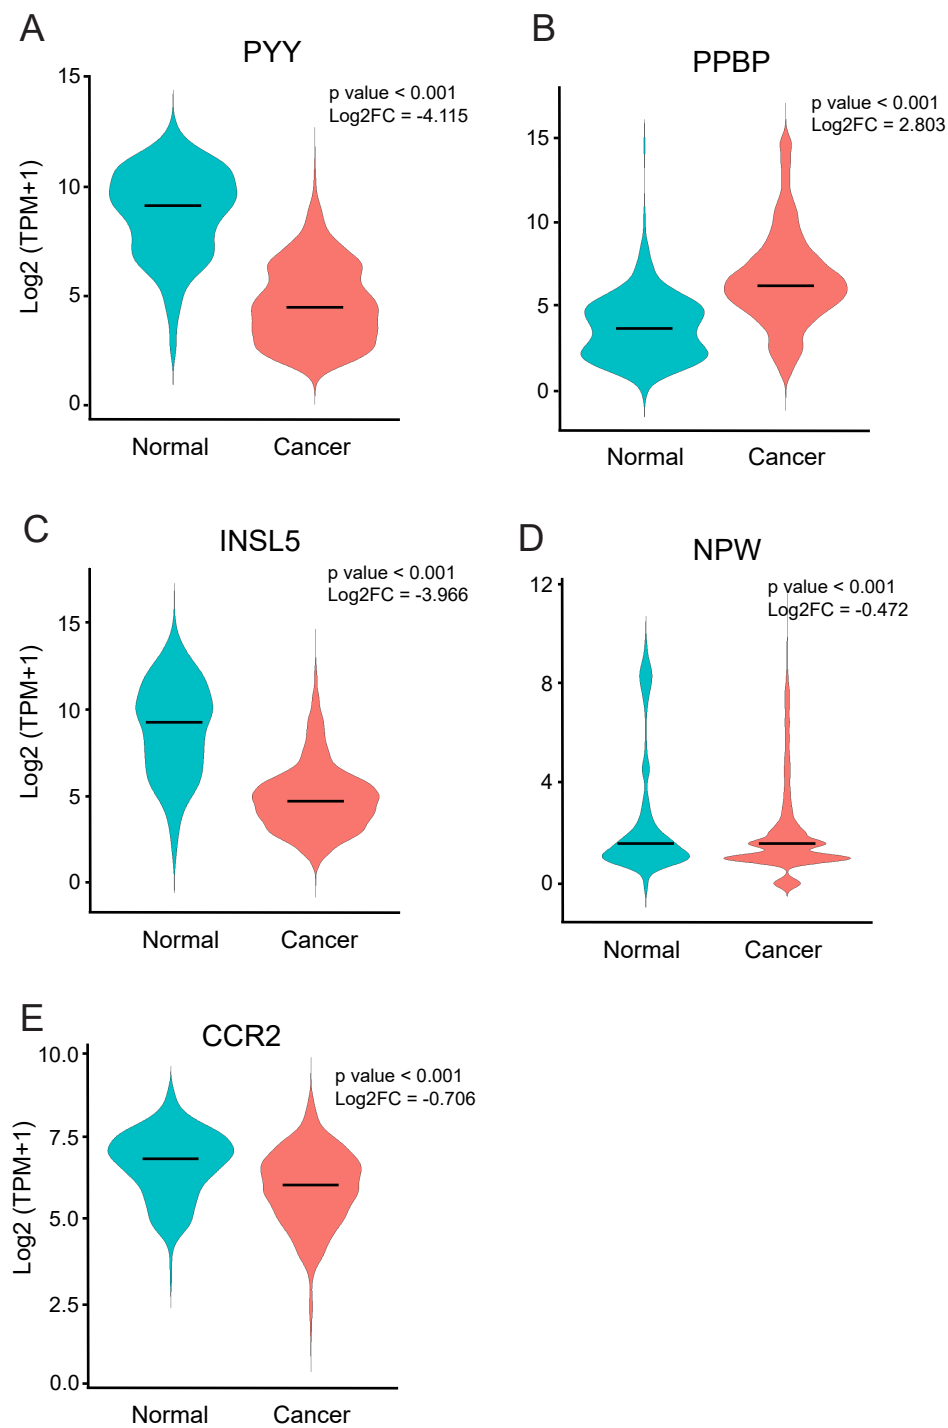 A
PYY
p value < 0.001
Log2FC = -4.115
Log2 (TPM+1)
15
10
5
0
Normal Cancer
B
PPBP
p value < 0.001
Log2FC = 2.803
15
10
5
0
Normal Cancer
C
INSL5
p value < 0.001
Log2FC = -3.966
Log2 (TPM+1)
15
10
5
0
Normal Cancer
D
NPW
p value < 0.001
Log2FC = -0.472
12
8
4
0
Normal Cancer
E
CCR2
p value < 0.001
Log2FC = -0.706
Log2 (TPM+1)
10.0
7.5
5.0
2.5
0.0
Normal Cancer